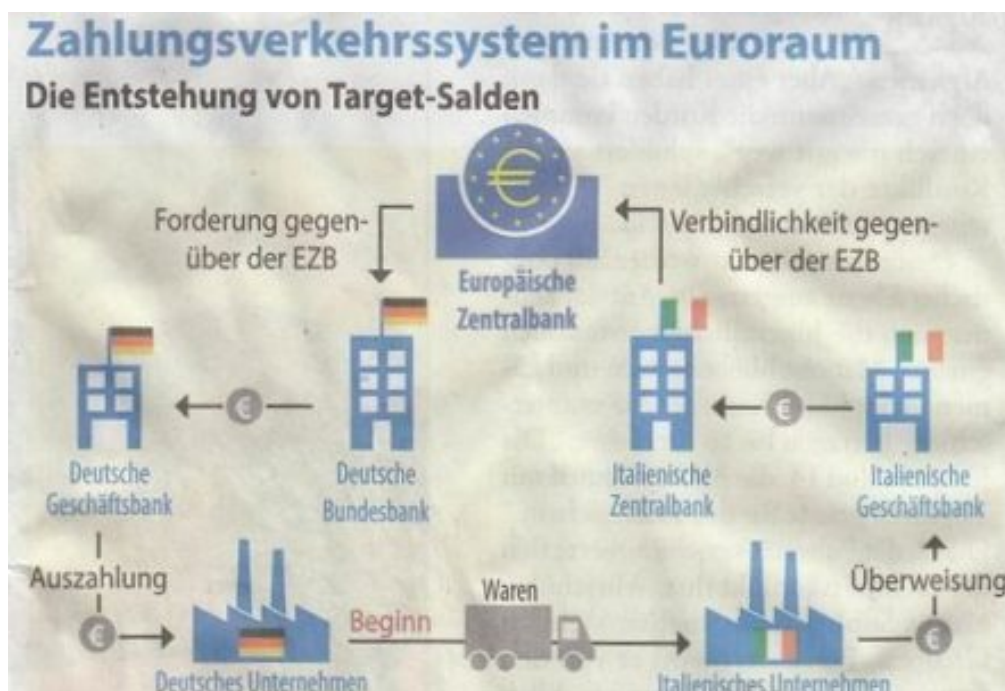 Zahlungsverkehrssystem im Euroraum
Die Entstehung von Target-Salden
€
Forderung gegen-
über der EZB
Verbindlichkeit gegen-
über der EZB
Europäische
Zentralbank
€
€
Deutsche
Geschäftsbank
Deutsche
Bundesbank
Italienische
Zentralbank
Italienische
Geschäftsbank
Auszahlung
€
Beginn
Waren
Überweisung
€
Deutsches Unternehmen
Italienisches Unternehmen